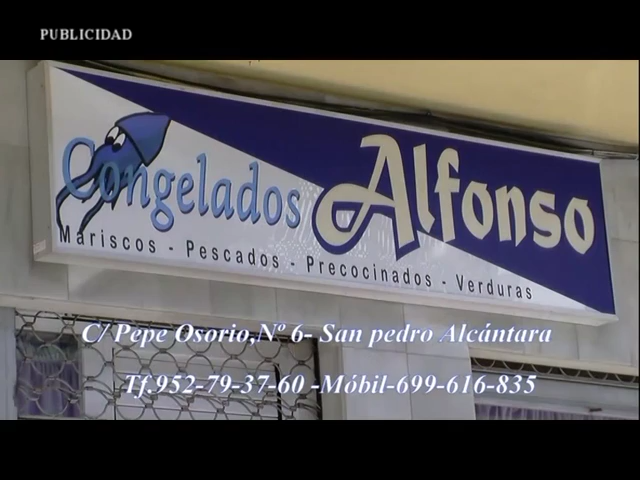 PUBLICIDAD
Congelados Alfonso
Mariscos - Pescados - Precocinados - Verduras
C/ Pepe Osorio,Nº 6- San pedro Alcántara
Tf.952-79-37-60 -Móbil-699-616-835